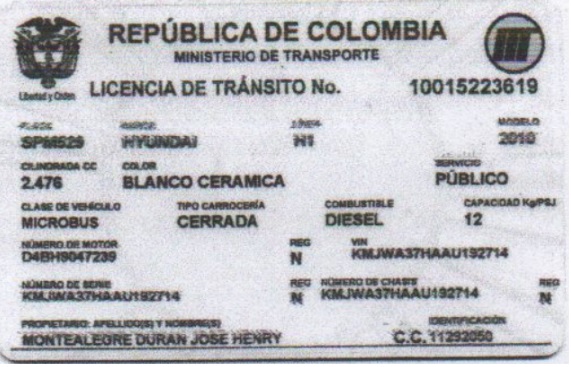 REPÚBLICA DE COLOMBIA
MINISTERIO DE TRANSPORTE
Libertad y Orden
LICENCIA DE TRÁNSITO No. 10015223619
PLACA MARCA LÍNEA MODELO
SPM529 HYUNDAI H1 2010
CILINDRADA CC COLOR SERVICIO
2.476 BLANCO CERAMICA PÚBLICO
CLASE DE VEHÍCULO TIPO CARROCERÍA COMBUSTIBLE CAPACIDAD Kg/PSJ
MICROBUS CERRADA DIESEL 12
NÚMERO DE MOTOR REG VIN
D4BH9047239 N KMJWA37HAAU192714
NÚMERO DE SERIE REG NÚMERO DE CHASIS REG
KMJWA37HAAU192714 N KMJWA37HAAU192714 N
PROPIETARIO: APELLIDO(S) Y NOMBRE(S) IDENTIFICACIÓN
MONTEALEGRE DURAN JOSE HENRY C.C. 11292050